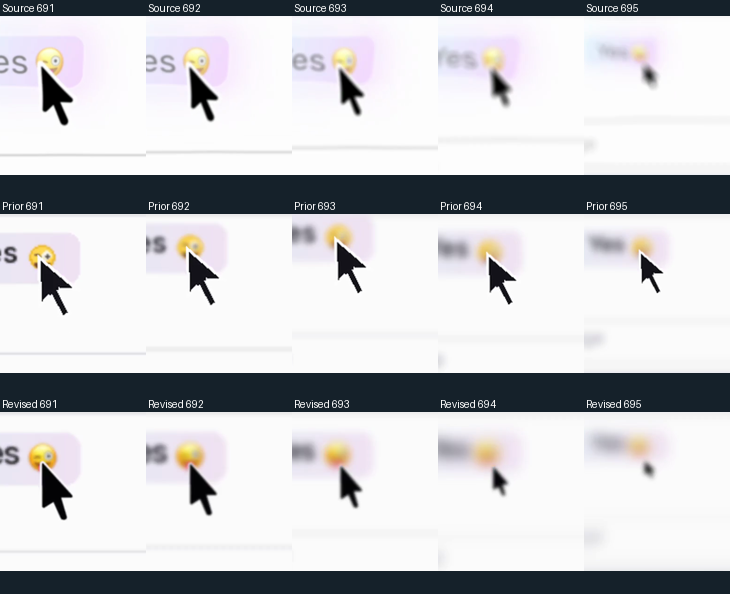 Source 691 Source 692 Source 693 Source 694 Source 695
es es es Yes Yes
Prior 691 Prior 692 Prior 693 Prior 694 Prior 695
s es es Yes Yes
Revised 691 Revised 692 Revised 693 Revised 694 Revised 695
es es es Yes Yes